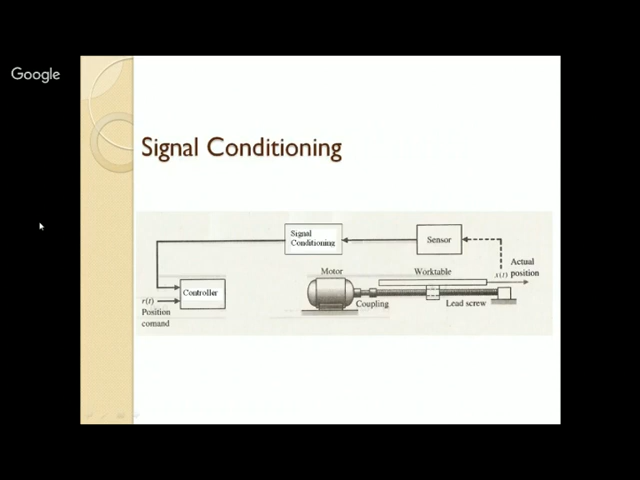 Google
Signal Conditioning
Signal
Conditioning
Sensor
Actual
position
x(t)
Motor
Worktable
Controller
r(t)
Position
comand
Coupling
Lead screw